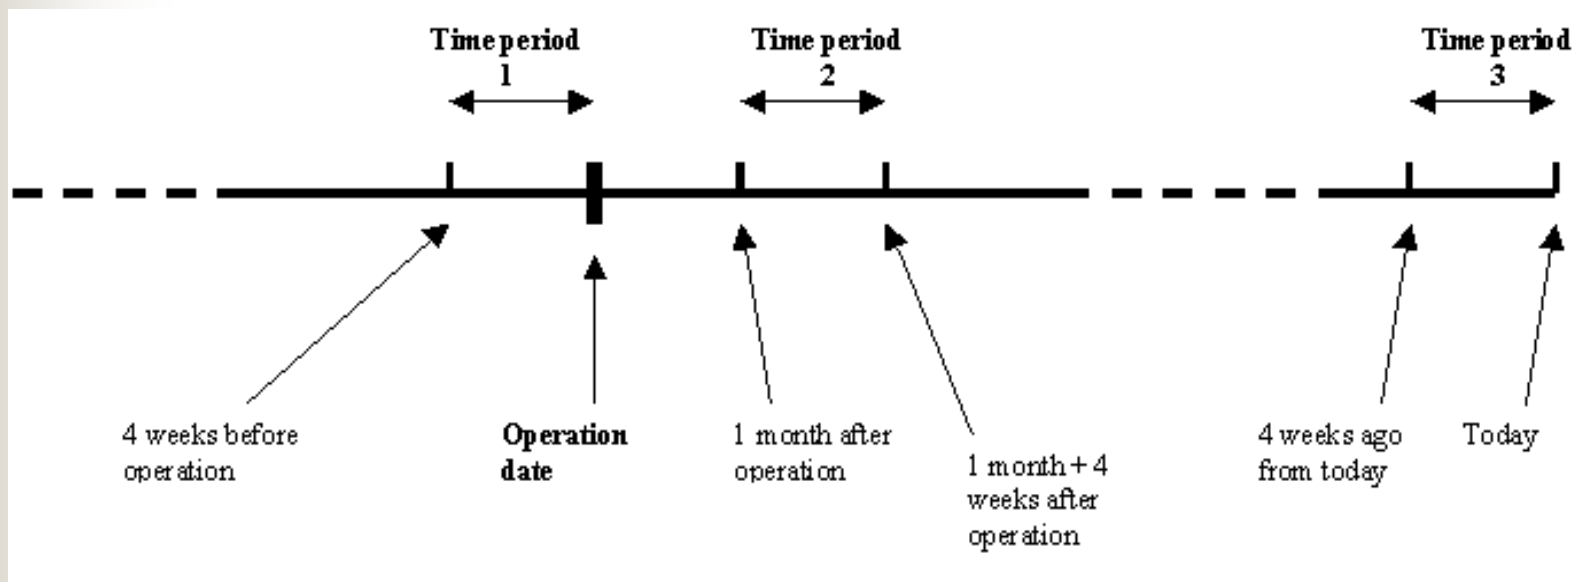 Time period
1
Time period
2
Time period
3
4 weeks before
operation
Operation
date
1 month after
operation
1 month + 4
weeks after
operation
4 weeks ago
from today
Today